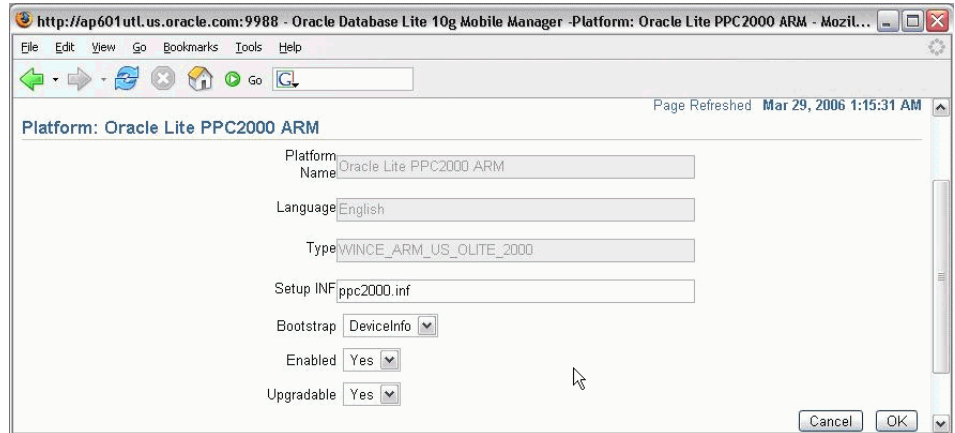 http://ap601utl.us.oracle.com:9988 - Oracle Database Lite 10g Mobile Manager -Platform: Oracle Lite PPC2000 ARM - Mozil...
File Edit View Go Bookmarks Tools Help
Go G
Page Refreshed Mar 29, 2006 1:15:31 AM
Platform: Oracle Lite PPC2000 ARM
Platform Name Oracle Lite PPC2000 ARM
Language English
Type WINCE_ARM_US_OLITE_2000
Setup INF ppc2000.inf
Bootstrap DeviceInfo
Enabled Yes
Upgradable Yes
Cancel OK